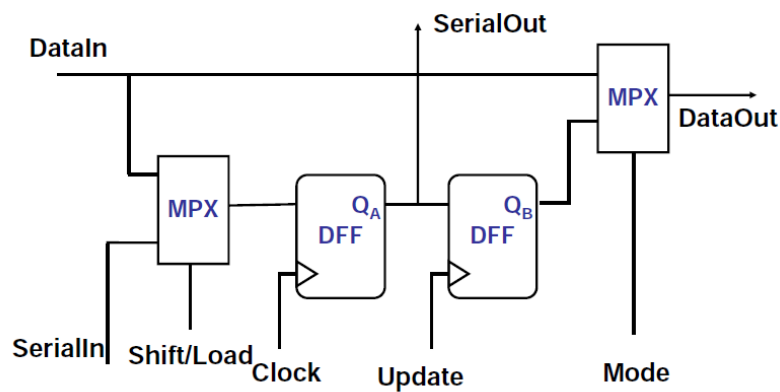 SerialOut
DataIn
MPX
DataOut
MPX
QA
DFF
QB
DFF
SerialIn
Shift/Load
Clock
Update
Mode